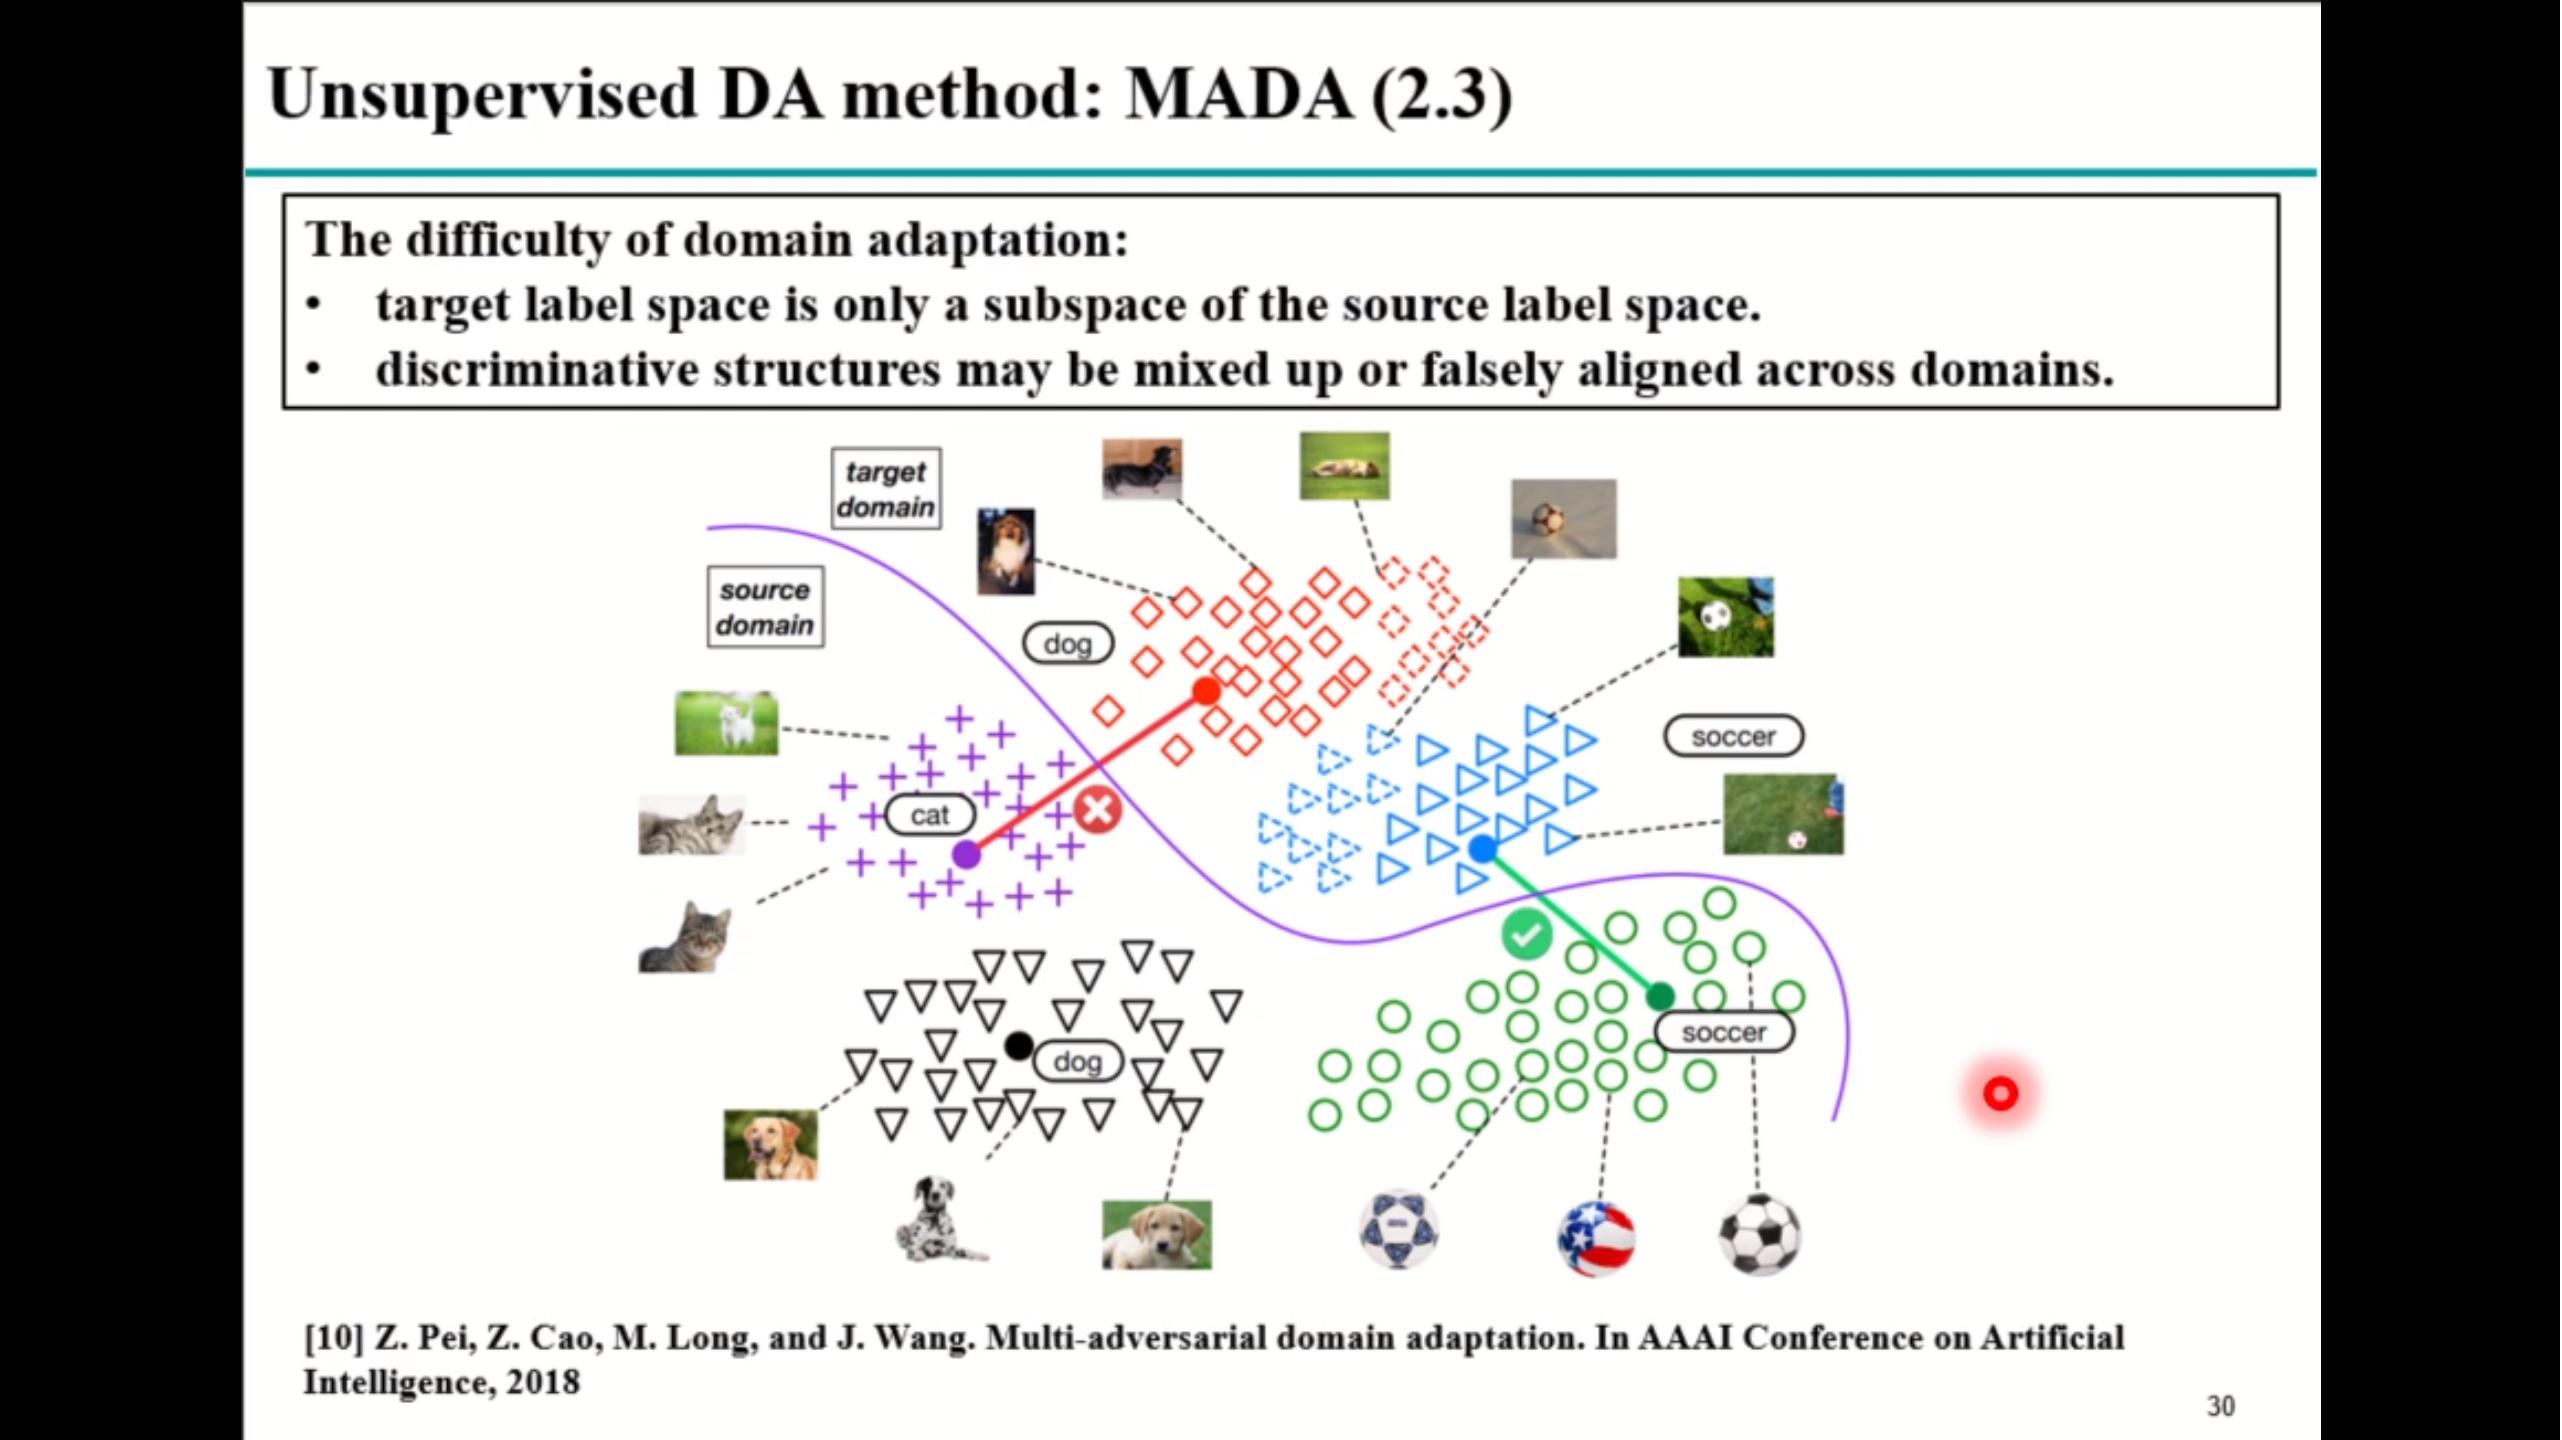 Unsupervised DA method: MADA (2.3)
The difficulty of domain adaptation:
• target label space is only a subspace of the source label space.
• discriminative structures may be mixed up or falsely aligned across domains.
target
domain
source
domain
dog
soccer
cat
soccer
dog
[10] Z. Pei, Z. Cao, M. Long, and J. Wang. Multi-adversarial domain adaptation. In AAAI Conference on Artificial
Intelligence, 2018
30